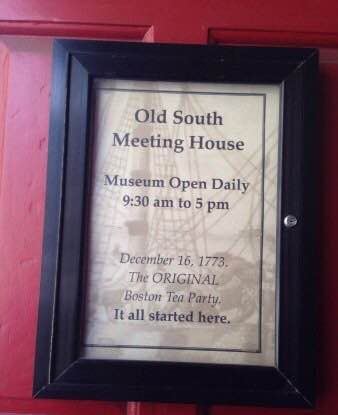 Old South
Meeting House
Museum Open Daily
9:30 am to 5 pm
December 16, 1773.
The ORIGINAL
Boston Tea Party.
It all started here.